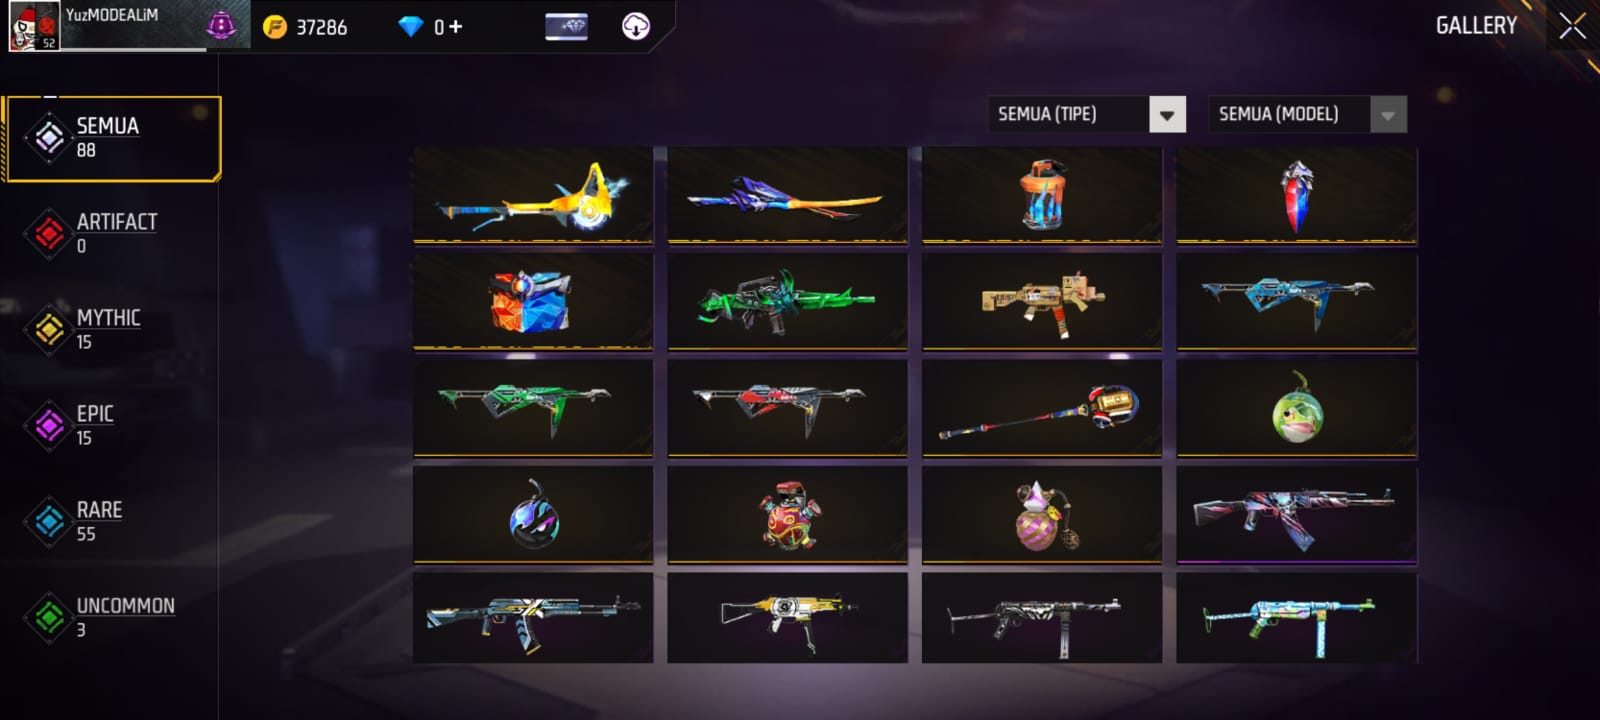 YuzMODEALiM
52
F 37286
0 +
GALLERY
SEMUA
88
SEMUA (TIPE)
SEMUA (MODEL)
ARTIFACT
0
MYTHIC
15
EPIC
15
RARE
55
UNCOMMON
3